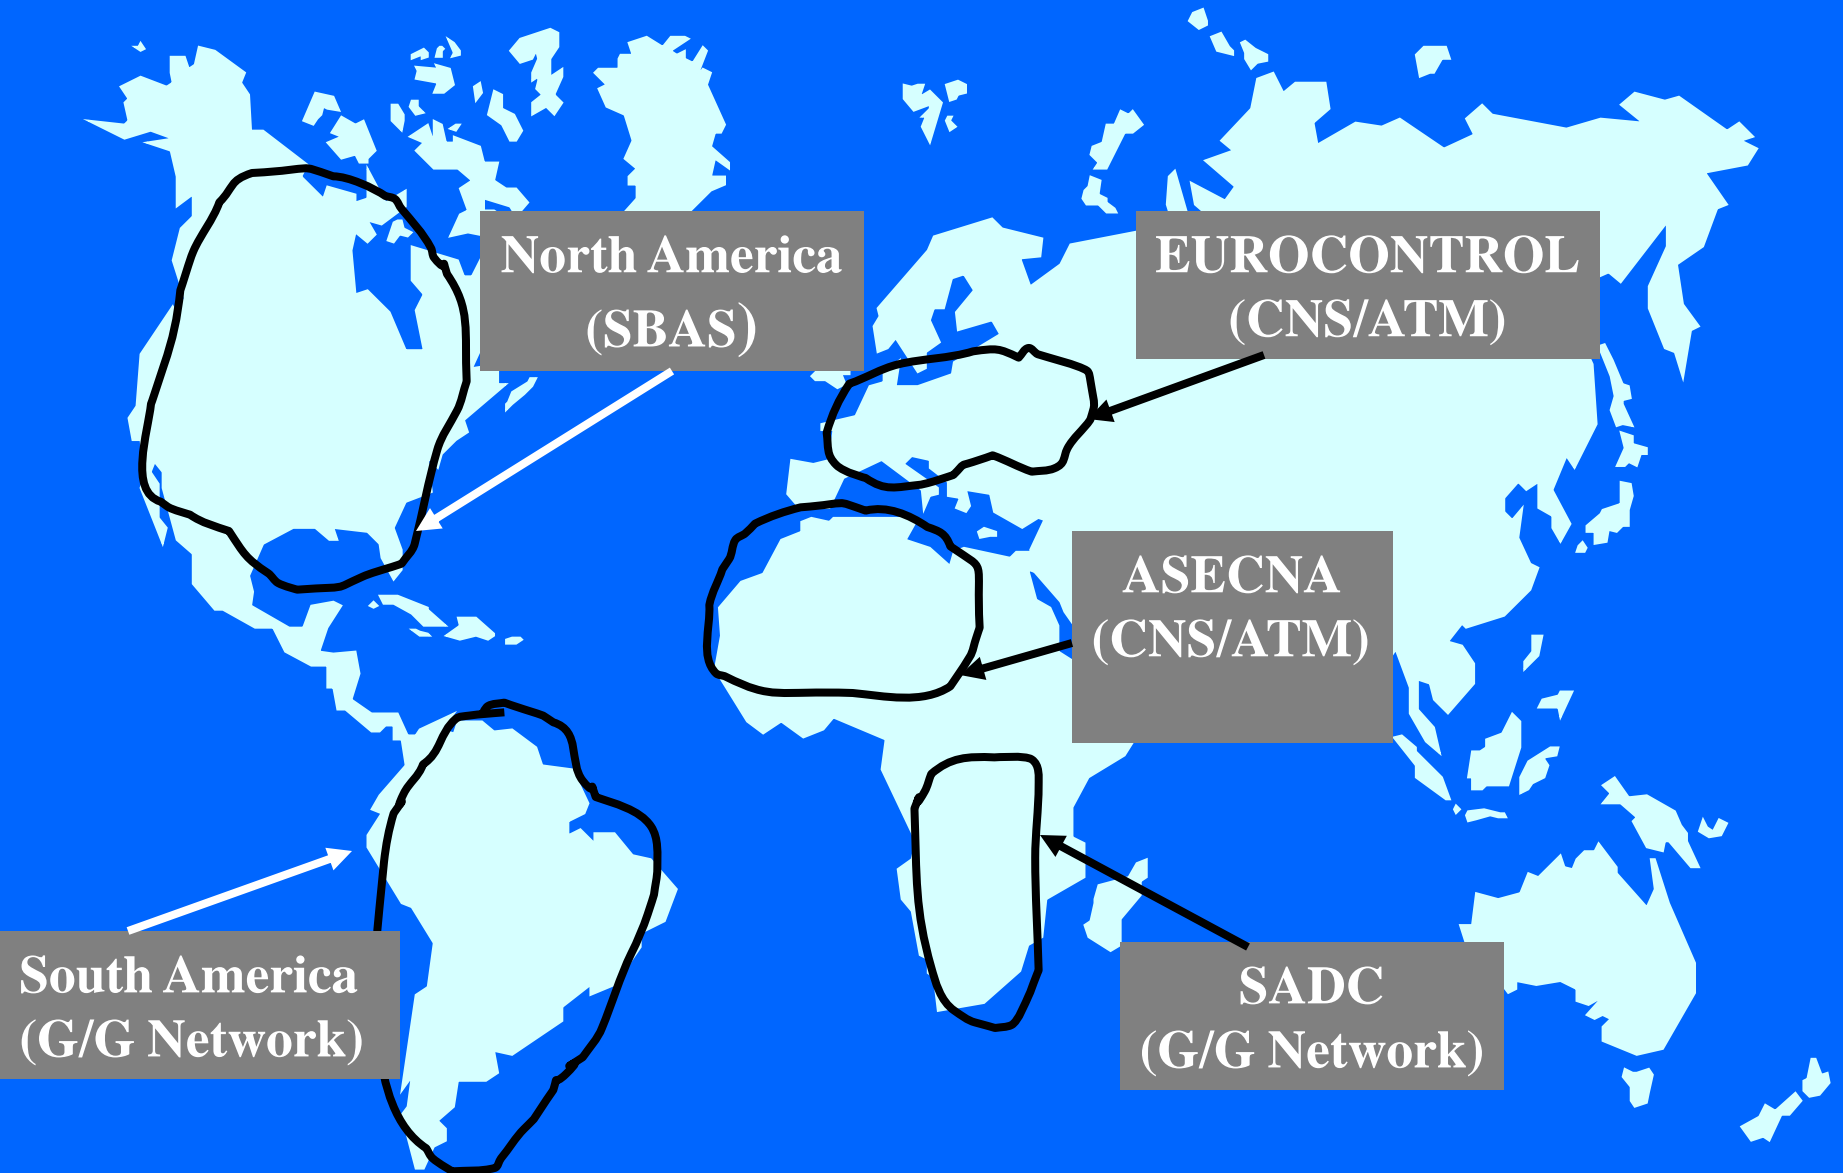 North America
(SBAS)
EUROCONTROL
(CNS/ATM)
ASECNA
(CNS/ATM)
South America
(G/G Network)
SADC
(G/G Network)